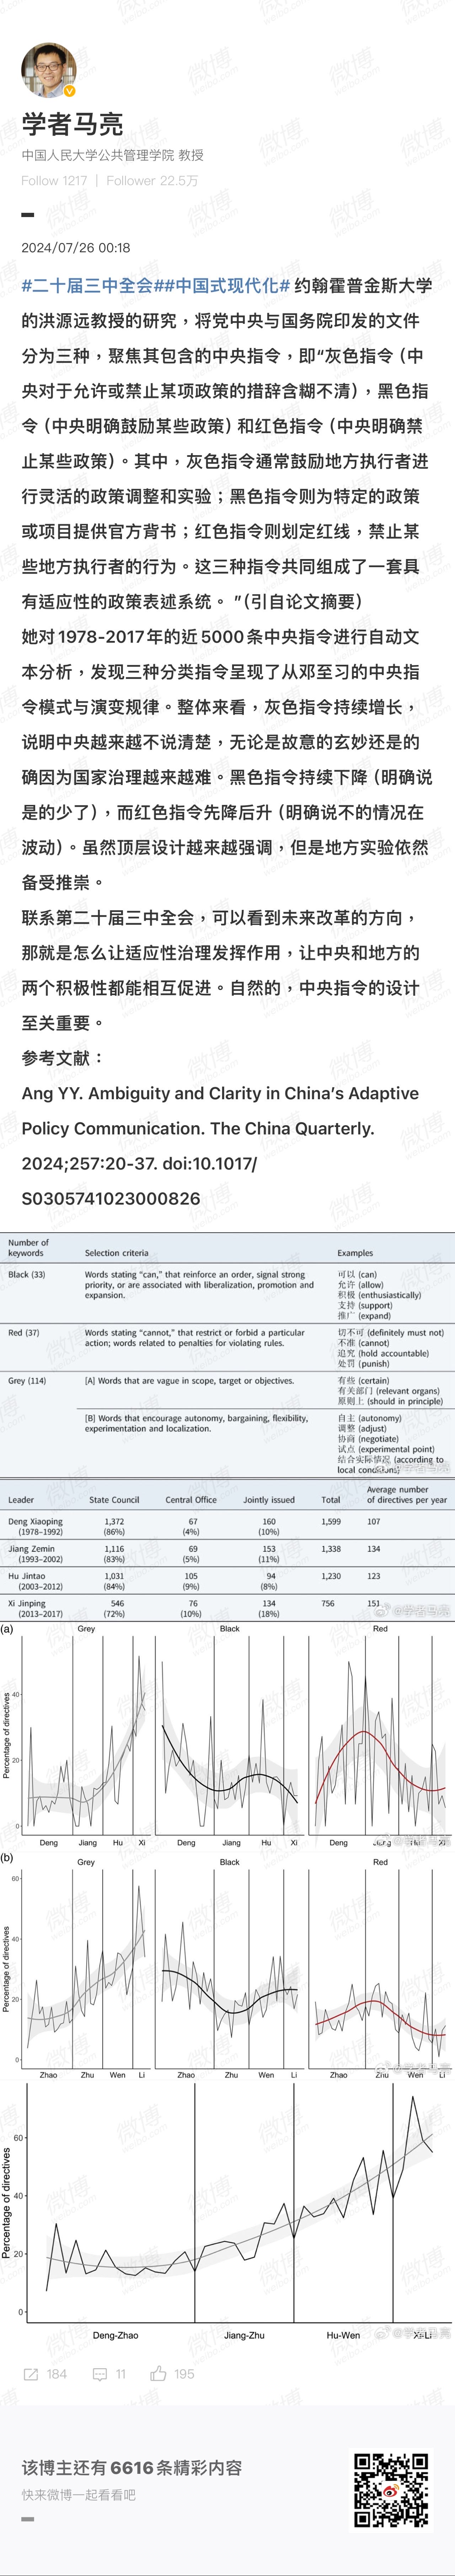 学者马亮
中国人民大学公共管理学院 教授
Follow 1217 | Follower 22.5万
2024/07/26 00:18
#二十届三中全会##中国式现代化# 约翰霍普金斯大学
的洪源远教授的研究，将党中央与国务院印发的文件
分为三种，聚焦其包含的中央指令，即“灰色指令（中
央对于允许或禁止某项政策的措辞含糊不清），黑色指
令（中央明确鼓励某些政策）和红色指令（中央明确禁
止某些政策）。其中，灰色指令通常鼓励地方执行者进
行灵活的政策调整和实验；黑色指令则为特定的政策
或项目提供官方背书；红色指令则划定红线，禁止某
些地方执行者的行为。这三种指令共同组成了一套具
有适应性的政策表述系统。 ”（引自论文摘要）
她对1978-2017年的近5000条中央指令进行自动文
本分析，发现三种分类指令呈现了从邓至习的中央指
令模式与演变规律。整体来看，灰色指令持续增长，
说明中央越来越不说清楚，无论是故意的玄妙还是的
确因为国家治理越来越难。黑色指令持续下降（明确说
是的少了），而红色指令先降后升（明确说不的情况在
波动）。虽然顶层设计越来越强调，但是地方实验依然
备受推崇。
联系第二十届三中全会，可以看到未来改革的方向，
那就是怎么让适应性治理发挥作用，让中央和地方的
两个积极性都能相互促进。自然的，中央指令的设计
至关重要。
参考文献：
Ang YY. Ambiguity and Clarity in China’s Adaptive
Policy Communication. The China Quarterly.
2024;257:20-37. doi:10.1017/
S0305741023000826
Number of keywords Selection criteria Examples
Black (33) Words stating “can,” that reinforce an order, signal strong 可以 (can)
priority, or are associated with liberalization, promotion and 允许 (allow)
expansion. 积极 (enthusiastically)
支持 (support)
推广 (expand)
Red (37) Words stating “cannot,” that restrict or forbid a particular 切不可 (definitely must not)
action; words related to penalties for violating rules. 不准 (cannot)
追究 (hold accountable)
处罚 (punish)
Grey (114) [A] Words that are vague in scope, target or objectives. 有些 (certain)
有关部门 (relevant organs)
原则上 (should in principle)
[B] Words that encourage autonomy, bargaining, flexibility, 自主 (autonomy)
experimentation and localization. 调整 (adjust)
协商 (negotiate)
试点 (experimental point)
结合实际情况 (according to
local conditions)
Leader State Council Central Office Jointly issued Total Average number of directives per year
Deng Xiaoping 1,372 67 160 1,599 107
(1978–1992) (86%) (4%) (10%)
Jiang Zemin 1,116 69 153 1,338 134
(1993–2002) (83%) (5%) (11%)
Hu Jintao 1,031 105 94 1,230 123
(2003–2012) (84%) (9%) (8%)
Xi Jinping 546 76 134 756 151
(2013–2017) (72%) (10%) (18%)
@学者马亮
(a) Grey Black Red
Percentage of directives
40
20
0
Deng Jiang Hu Xi Deng Jiang Hu Xi Deng Jiang Hu Xi
(b) Grey Black Red
Percentage of directives
60
40
20
0
Zhao Zhu Wen Li Zhao Zhu Wen Li Zhao Zhu Wen Li
@学者马亮
Percentage of directives
60
40
20
0
Deng-Zhao Jiang-Zhu Hu-Wen Xi-Li
@学者马亮
184 11 195
该博主还有6616条精彩内容
快来微博一起看看吧